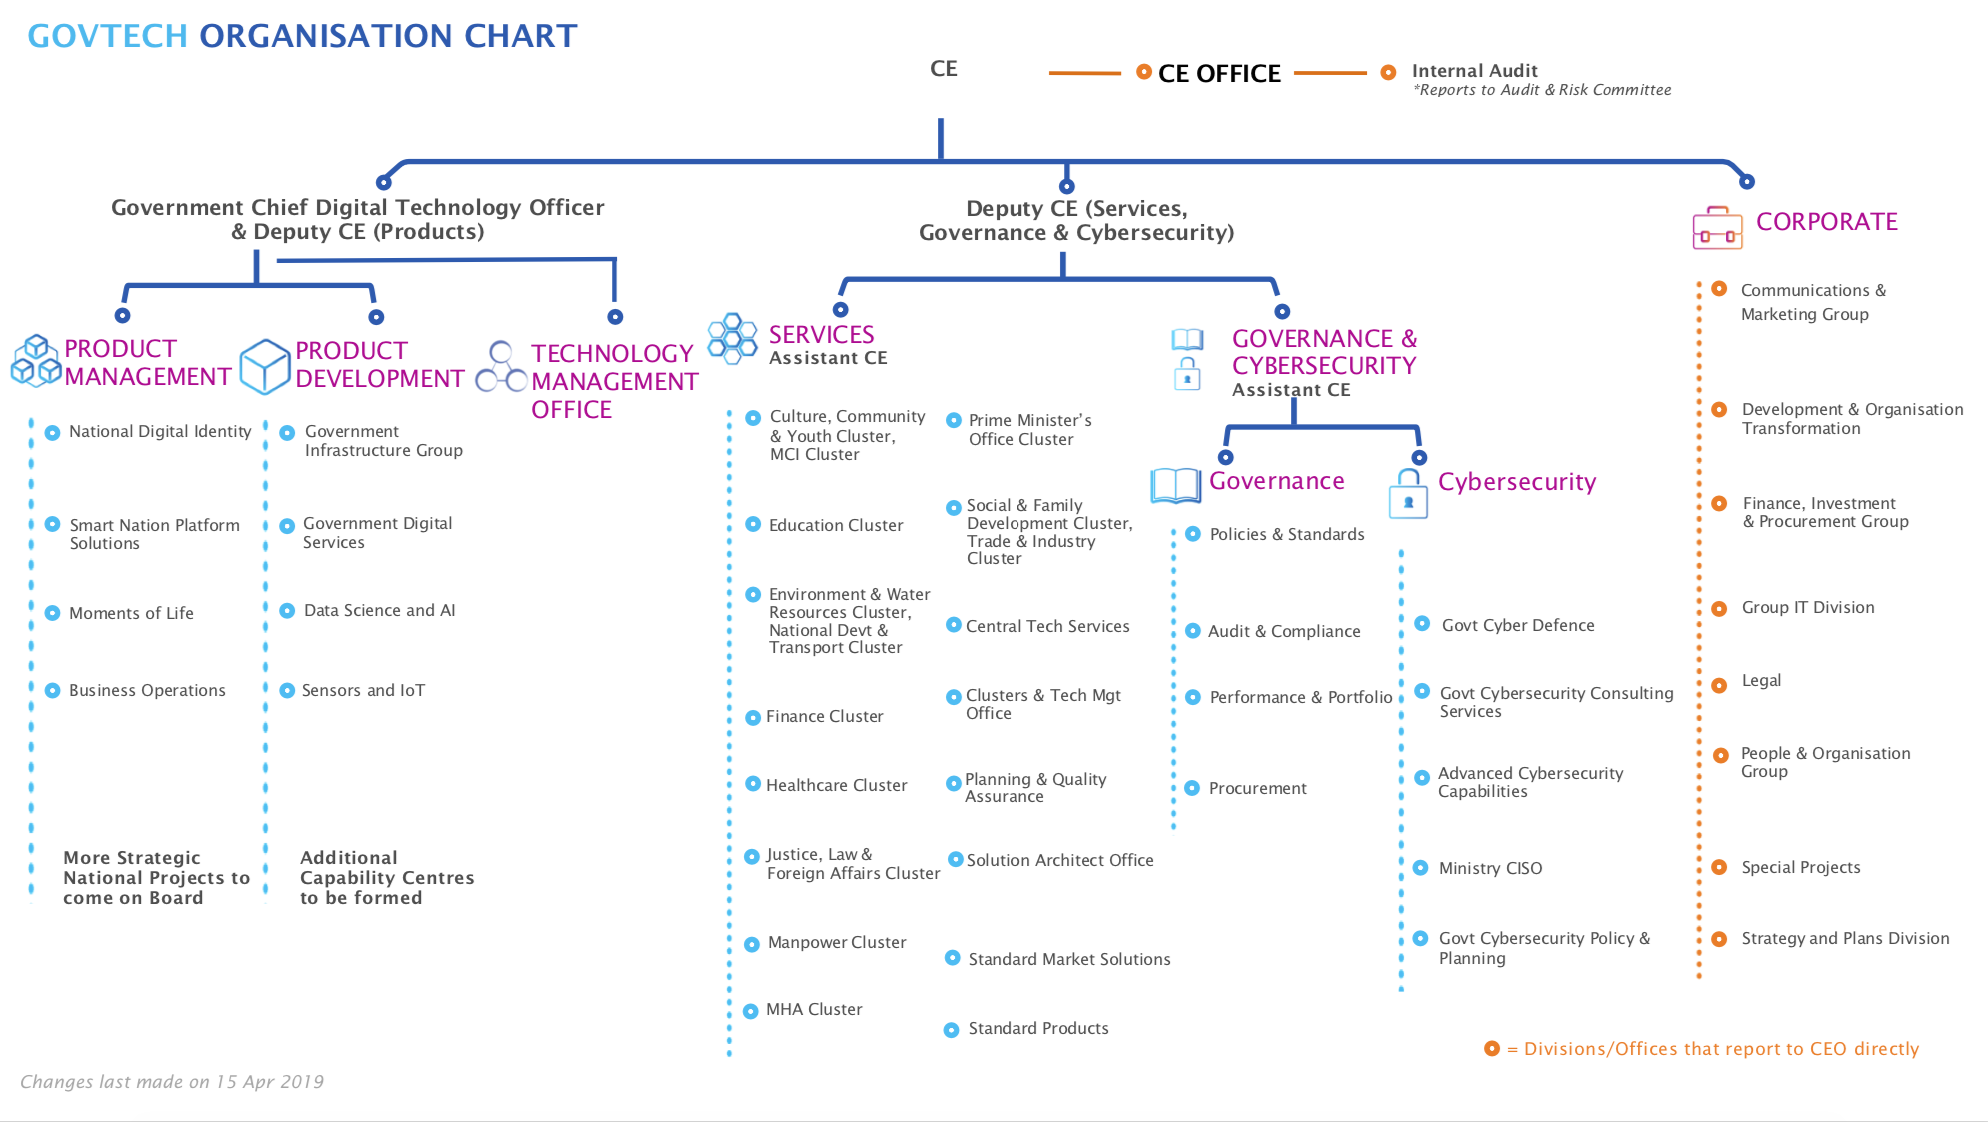 GOVTECH ORGANISATION CHART
CE
CE OFFICE
Internal Audit
*Reports to Audit & Risk Committee
Government Chief Digital Technology Officer
& Deputy CE (Products)
Deputy CE (Services,
Governance & Cybersecurity)
CORPORATE
PRODUCT
MANAGEMENT
National Digital Identity
Smart Nation Platform
Solutions
Moments of Life
Business Operations
More Strategic
National Projects to
come on Board
PRODUCT
DEVELOPMENT
Government
Infrastructure Group
Government Digital
Services
Data Science and AI
Sensors and IoT
Additional
Capability Centres
to be formed
TECHNOLOGY
MANAGEMENT
OFFICE
SERVICES
Assistant CE
Culture, Community
& Youth Cluster,
MCI Cluster
Education Cluster
Environment & Water
Resources Cluster,
National Devt &
Transport Cluster
Finance Cluster
Healthcare Cluster
Justice, Law &
Foreign Affairs Cluster
Manpower Cluster
MHA Cluster
Prime Minister's
Office Cluster
Social & Family
Development Cluster,
Trade & Industry
Cluster
Central Tech Services
Clusters & Tech Mgt
Office
Planning & Quality
Assurance
Solution Architect Office
Standard Market Solutions
Standard Products
GOVERNANCE &
CYBERSECURITY
Assistant CE
Governance
Policies & Standards
Audit & Compliance
Performance & Portfolio
Procurement
Cybersecurity
Govt Cyber Defence
Govt Cybersecurity Consulting
Services
Advanced Cybersecurity
Capabilities
Ministry CISO
Govt Cybersecurity Policy &
Planning
Communications &
Marketing Group
Development & Organisation
Transformation
Finance, Investment
& Procurement Group
Group IT Division
Legal
People & Organisation
Group
Special Projects
Strategy and Plans Division
= Divisions/Offices that report to CEO directly
Changes last made on 15 Apr 2019